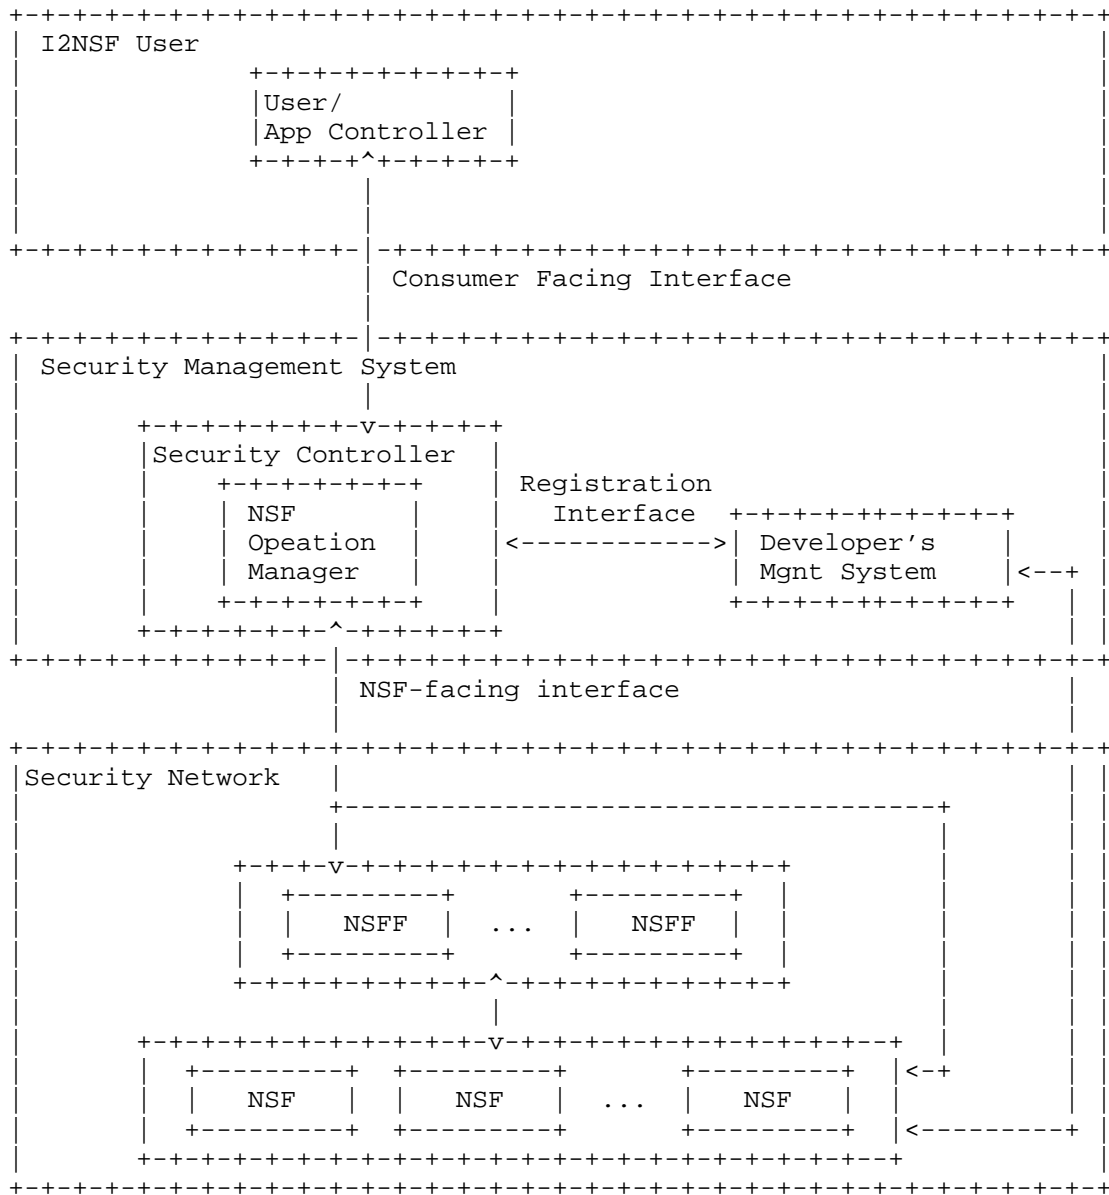 I2NSF User
User/
App Controller
Consumer Facing Interface
Security Management System
Security Controller
Registration
NSF
Interface
Opeation
Developer's
Manager
Mgnt System
NSF-facing interface
Security Network
NSFF ... NSFF
NSF NSF ... NSF